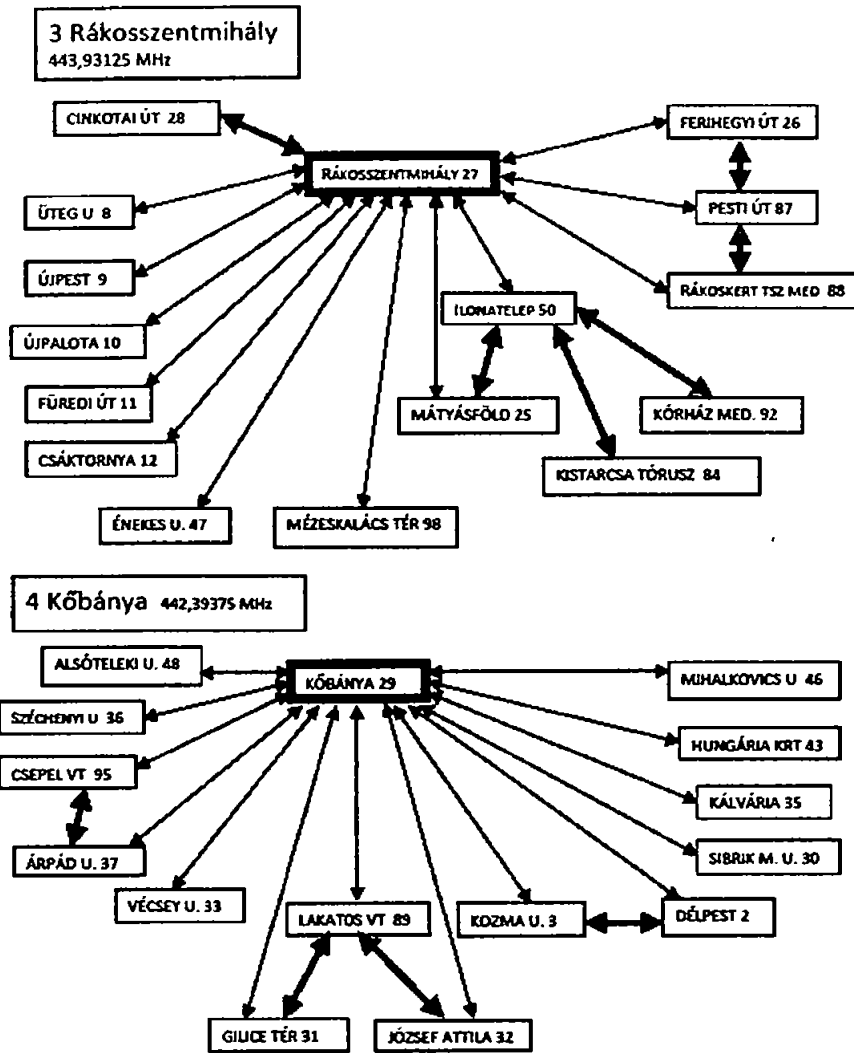 3 Rákosszentmihály
443,93125 MHz
CINKOTAI ÚT 28
FERIHEGYI ÚT 26
RÁKOSSZENTMIHÁLY 27
ŰTEG U 8
PESTI ÚT 87
ÚJPEST 9
RÁKOSKERT TSZ MED 88
ILONATELEP 50
ÚJPALOTA 10
FÜREDI ÚT 11
MÁTYÁSFÖLD 25
KÓRHÁZ MED. 92
CSÁKTORNYA 12
KISTARCSA TÓRUSZ 84
ÉNEKES U. 47
MÉZESKALÁCS TÉR 98
4 Kőbánya 442,39375 MHz
ALSÓTELEKI U. 48
KŐBÁNYA 29
MIHALKOVICS U 46
SZÉCHENYI U 36
HUNGÁRIA KRT 43
CSEPEL VT 95
KÁLVÁRIA 35
ÁRPÁD U. 37
SIBRIK M. U. 30
VÉCSEY U. 33
LAKATOS VT 89
KOZMA U. 3
DÉLPEST 2
GILICE TÉR 31
JÓZSEF ATTILA 32